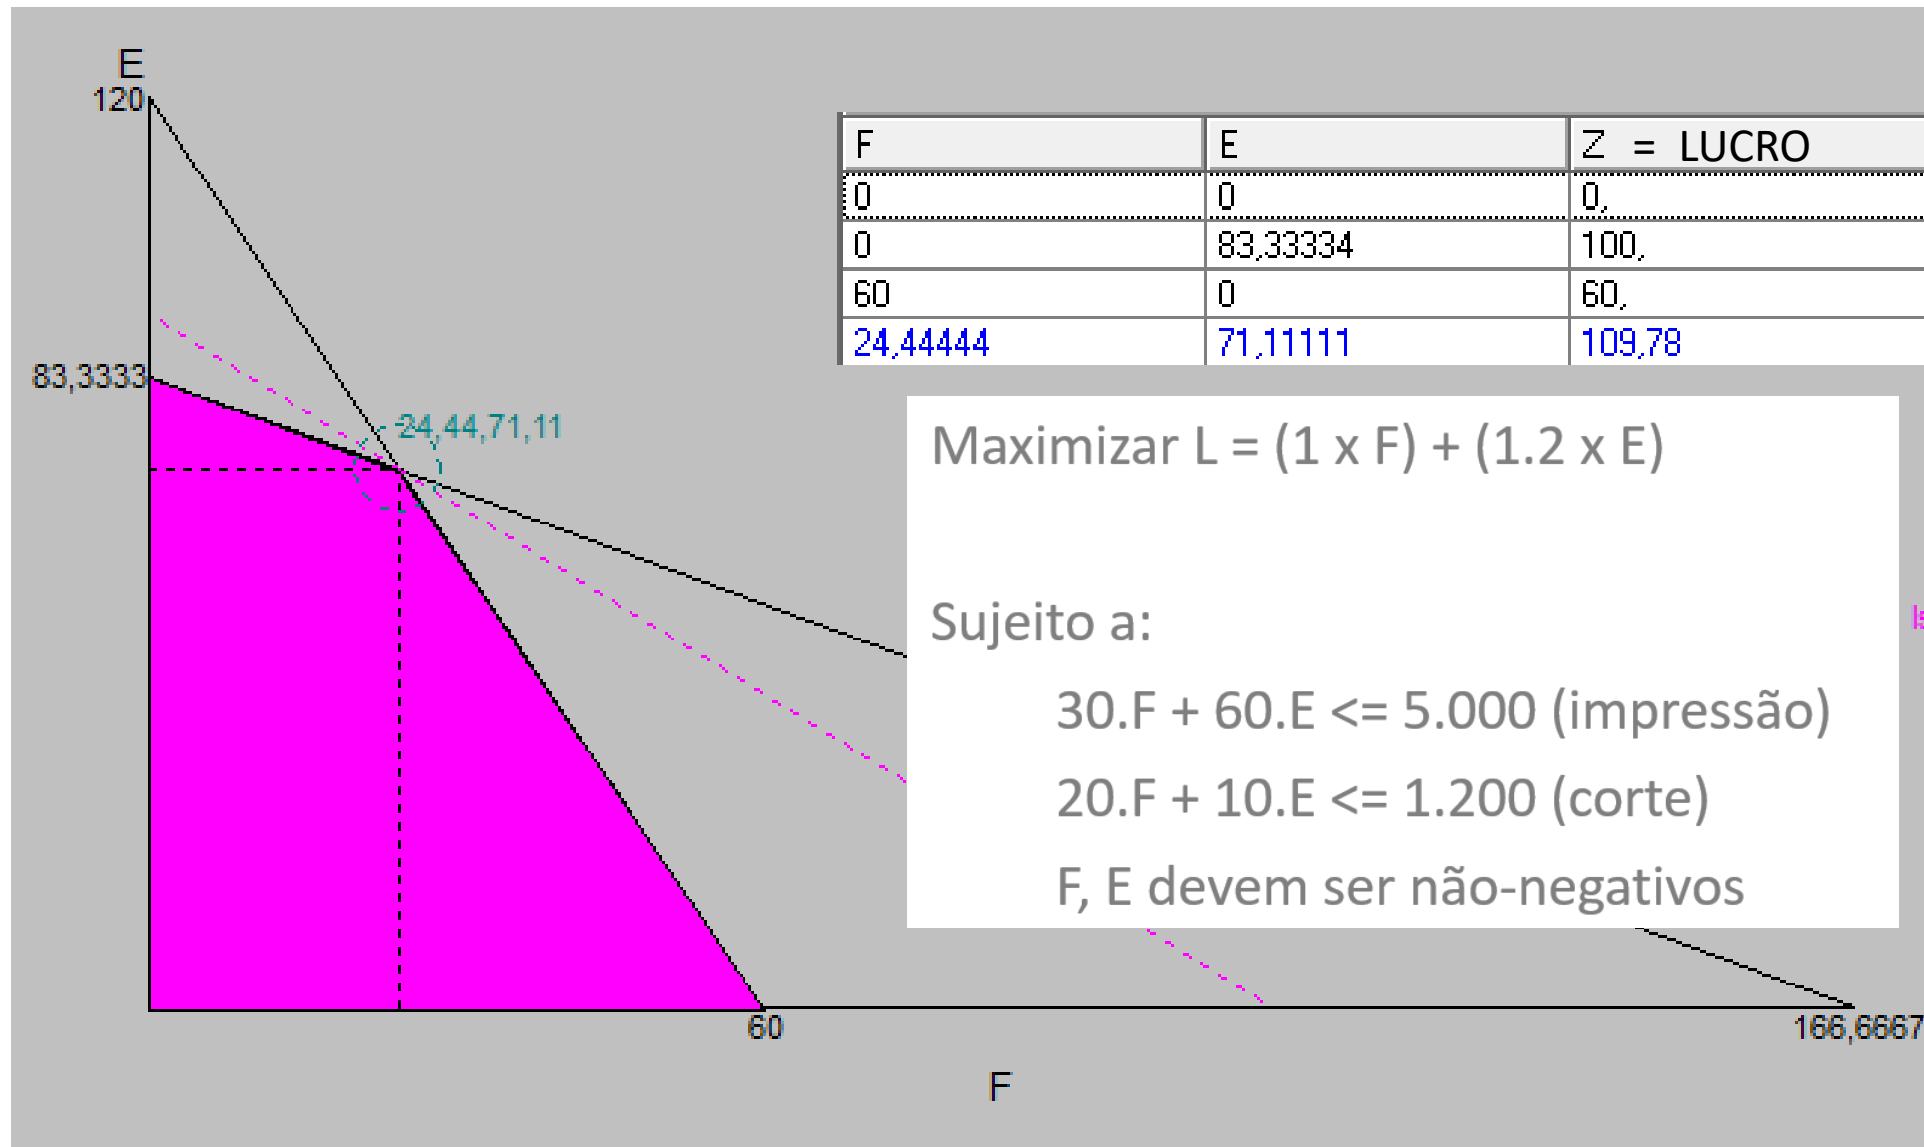 E
120
F E Z = LUCRO
0 0 0,
0 83,33334 100,
60 0 60,
24,44444 71,11111 109,78
83,3333
24,44,71,11
Maximizar L = (1 x F) + (1.2 x E)
Sujeito a:
30.F + 60.E <= 5.000 (impressão)
20.F + 10.E <= 1.200 (corte)
F, E devem ser não-negativos
60
166,6667
F